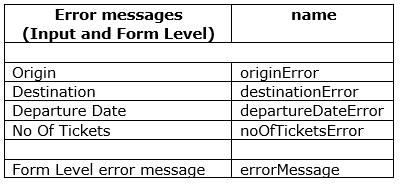 Error messages name
(Input and Form Level)
Origin originError
Destination destinationError
Departure Date departureDateError
No Of Tickets noOfTicketsError
Form Level error message errorMessage